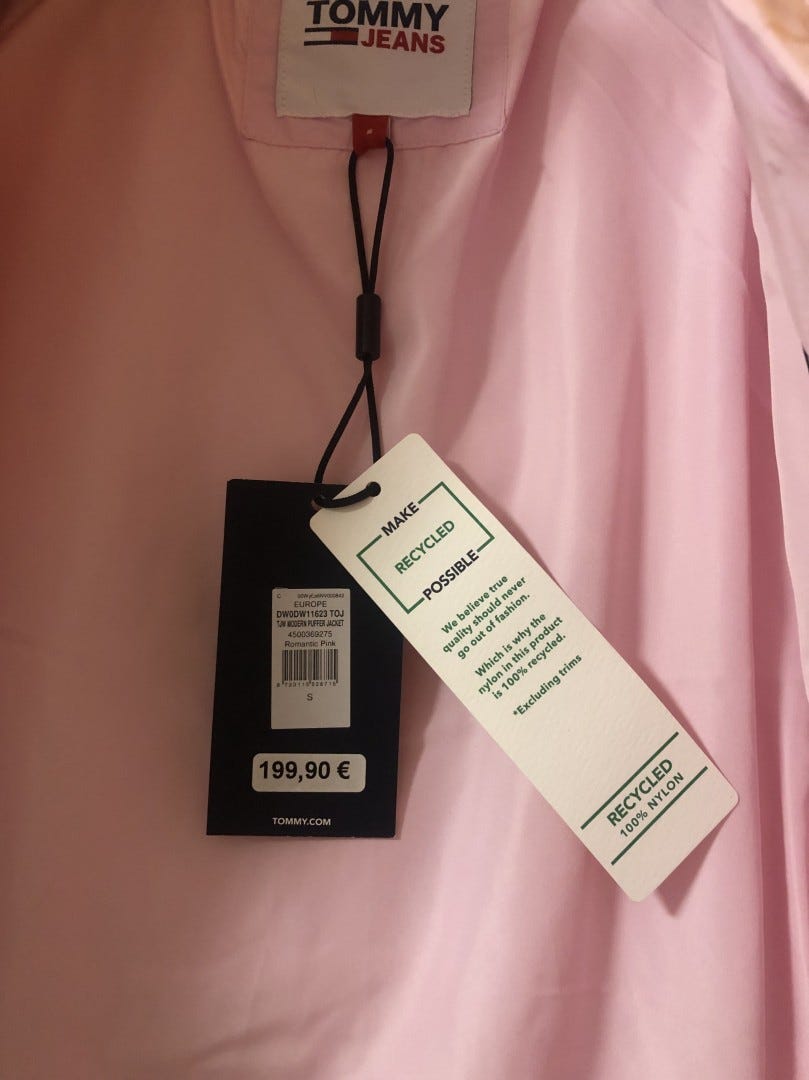 TOMMY
JEANS
C
EUROPE
DW0DW11623 TOJ
TJW MODERN PUFFER JACKET
4500369275
Romantic Pink
S
199,90 €
TOMMY.COM
MAKE
RECYCLED
POSSIBLE
We believe true
quality should never
go out of fashion.
Which is why the
nylon in this product
is 100% recycled.
*Excluding trims
RECYCLED
100% NYLON